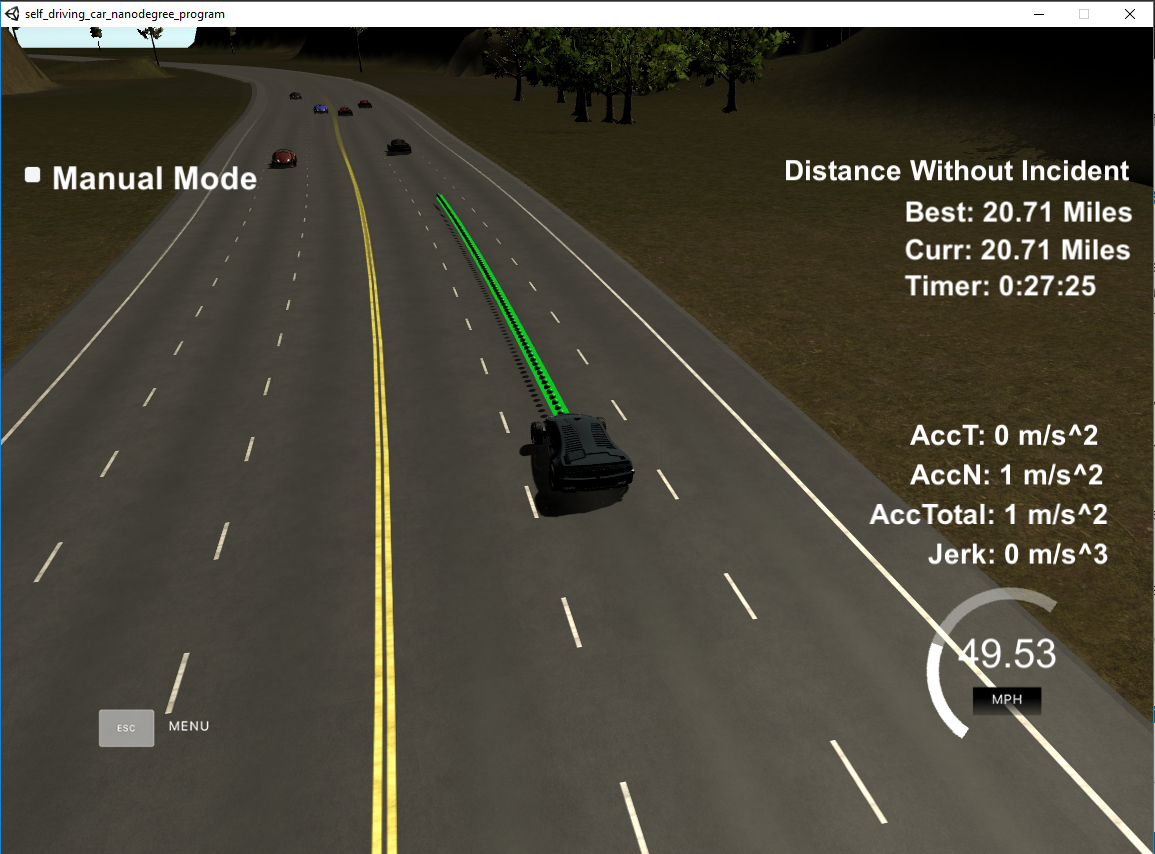 self_driving_car_nanodegree_program
Manual Mode
Distance Without Incident
Best: 20.71 Miles
Curr: 20.71 Miles
Timer: 0:27:25
AccT: 0 m/s^2
AccN: 1 m/s^2
AccTotal: 1 m/s^2
Jerk: 0 m/s^3
49.53
MPH
ESC MENU